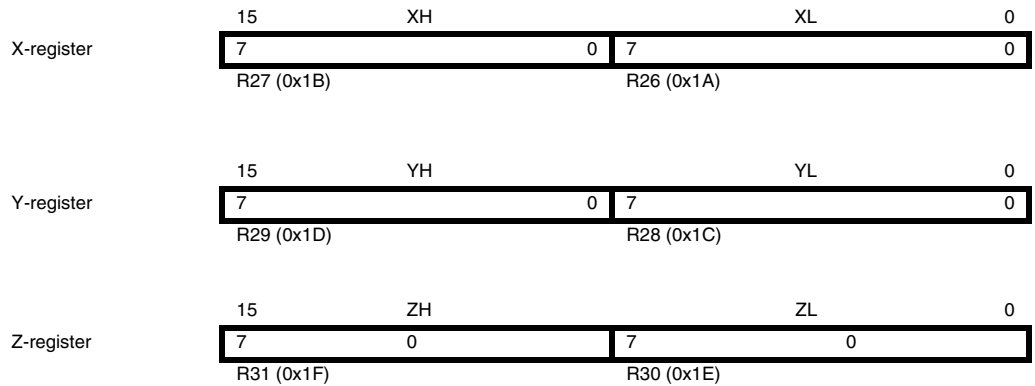 15 XH XL 0
X-register 7 0 7 0
R27 (0x1B) R26 (0x1A)
15 YH YL 0
Y-register 7 0 7 0
R29 (0x1D) R28 (0x1C)
15 ZH ZL 0
Z-register 7 0 7 0
R31 (0x1F) R30 (0x1E)